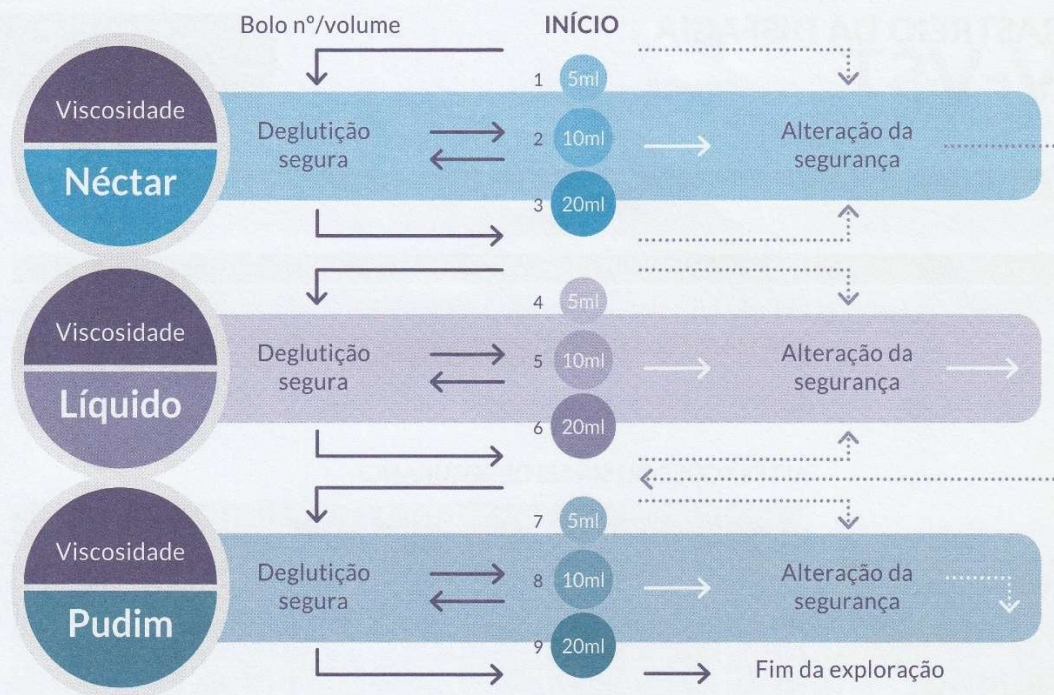 Bolo nº/volume
INÍCIO
Viscosidade
Néctar
Deglutição
segura
1 5ml
2 10ml
3 20ml
Alteração da
segurança
Viscosidade
Líquido
Deglutição
segura
4 5ml
5 10ml
6 20ml
Alteração da
segurança
Viscosidade
Pudim
Deglutição
segura
7 5ml
8 10ml
9 20ml
Alteração da
segurança
Fim da exploração